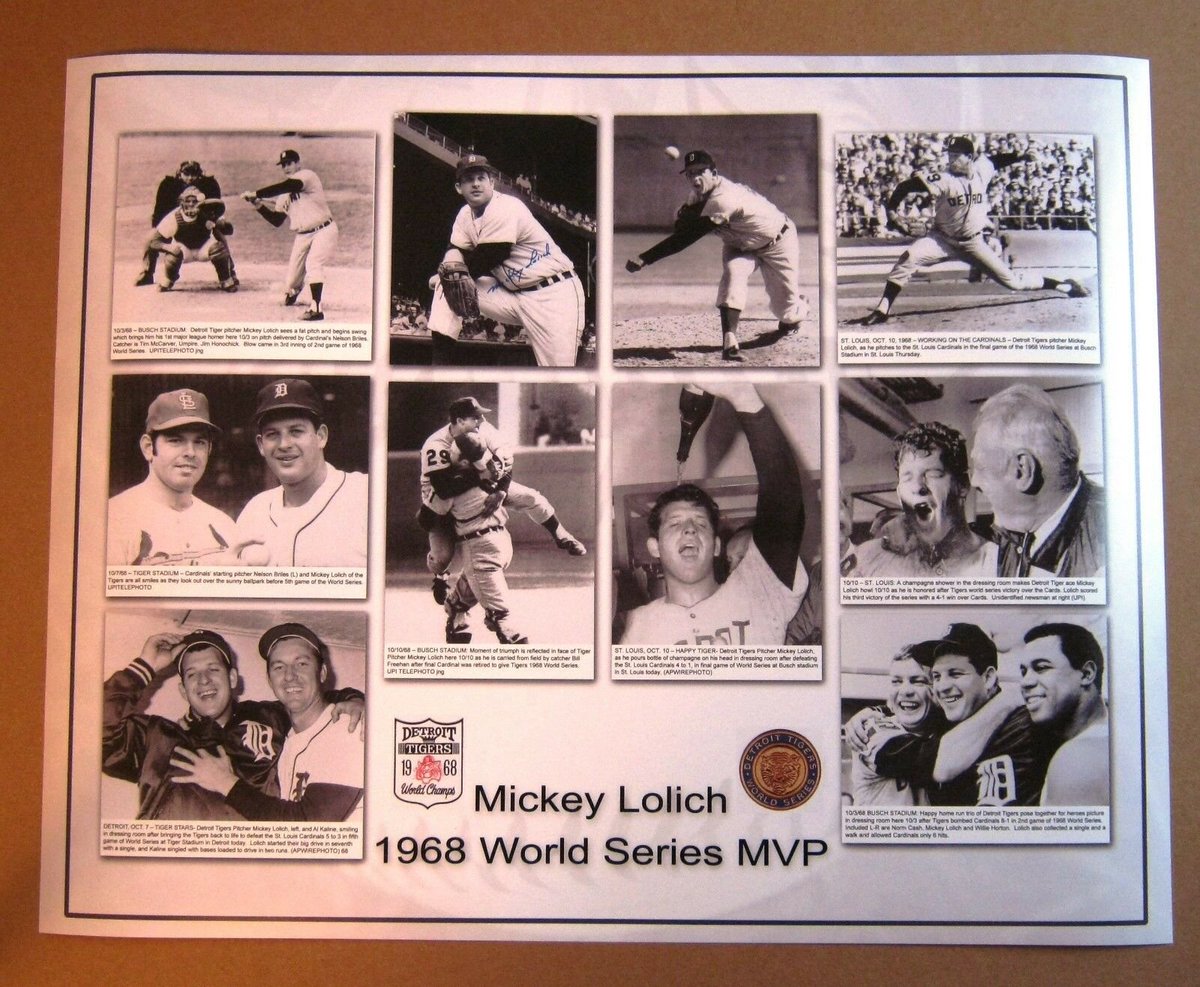 10/3/68 – BUSCH STADIUM: Detroit Tiger pitcher Mickey Lolich sees a fat pitch and begins swing
which brings him his 1st major league homer here 10/3 on pitch delivered by Cardinal's Nelson Briles.
Catcher is Tim McCarver, Umpire, Jim Honochick. Blow came in 3rd inning of 2nd game of 1968
World Series. UPITELEPHOTO jng
Lolich
DETROIT
ST. LOUIS, OCT. 10, 1968 – WORKING ON THE CARDINALS – Detroit Tigers pitcher Mickey
Lolich, as he pitches to the St. Louis Cardinals in the final game of the 1968 World Series at Busch
Stadium in St. Louis Thursday.
StL
D
10/7/68 – TIGER STADIUM – Cardinals' starting pitcher Nelson Briles (L) and Mickey Lolich of the
Tigers are all smiles as they look out over the sunny ballpark before 5th game of the World Series.
UPITELEPHOTO
29
10/10/68 – BUSCH STADIUM: Moment of triumph is reflected in face of Tiger
Pitcher Mickey Lolich here 10/10 as he is carried from field by catcher Bill
Freehan after final Cardinal was retired to give Tigers 1968 World Series.
UPI TELEPHOTO jng
ST. LOUIS, OCT. 10 – HAPPY TIGER- Detroit Tigers Pitcher Mickey Lolich,
as he pours bottle of champagne on his head in dressing room after defeating
the St. Louis Cardinals 4 to 1, in final game of World Series at Busch stadium
in St. Louis today. (APWIREPHOTO)
10/10 – ST. LOUIS: A champagne shower in the dressing room makes Detroit Tiger ace Mickey
Lolich howl 10/10 as he is honored after Tigers world series victory over the Cards. Lolich scored
his third victory of the series with a 4-1 win over Cards. Unidentified newsman at right (UPI)
DETROIT, OCT. 7 – TIGER STARS- Detroit Tigers Pitcher Mickey Lolich, left, and Al Kaline, smiling
in dressing room after bringing the Tigers back to life to defeat the St. Louis Cardinals 5 to 3 in fifth
game of World Series at Tiger Stadium in Detroit today. Lolich started their big drive in seventh
with a single, and Kaline singled with bases loaded to drive in two runs. (APWIREPHOTO) 68
DETROIT
TIGERS
19 68
World Champs
DETROIT TIGERS
WORLD SERIES
10/3/68 BUSCH STADIUM: Happy home run trio of Detroit Tigers pose together for heroes picture
in dressing room here 10/3 after Tigers bombed Cardinals 8-1 in 2nd game of 1968 World Series.
Included L-R are Norm Cash, Mickey Lolich and Willie Horton. Lolich also collected a single and a
walk and allowed Cardinals only 6 hits.
Mickey Lolich
1968 World Series MVP